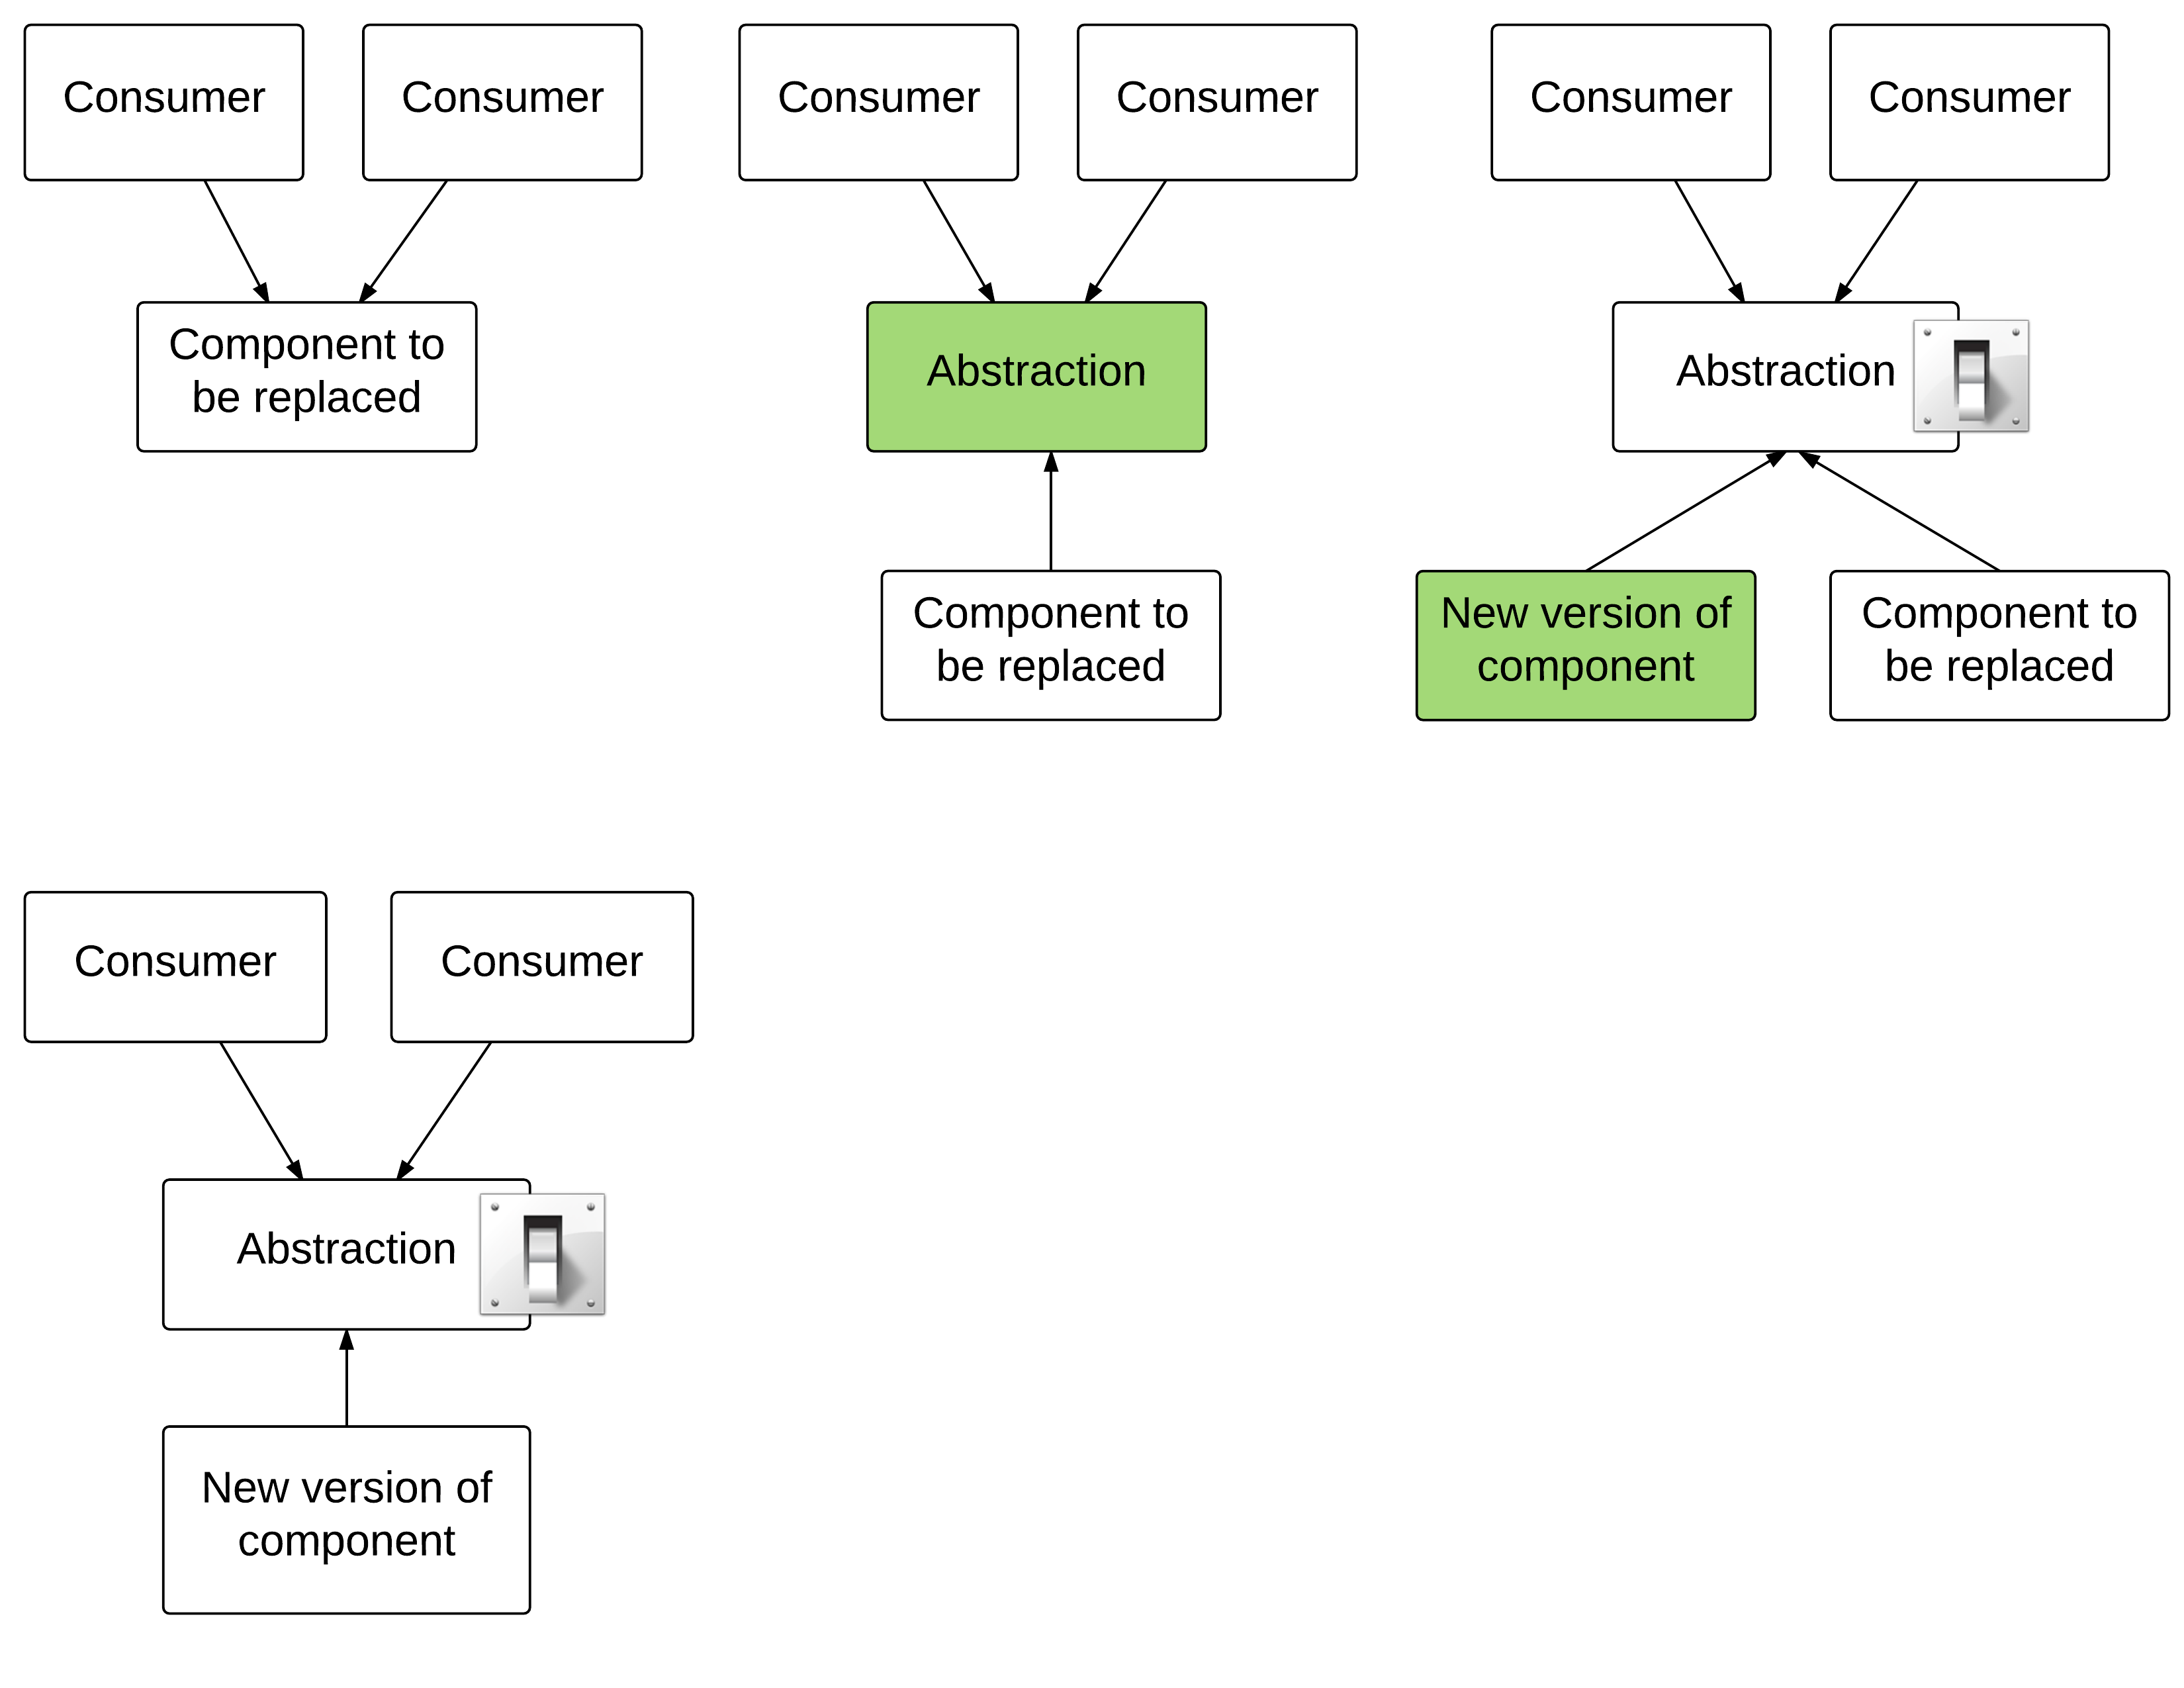 Consumer
Consumer
Component to
be replaced
Consumer
Consumer
Abstraction
Component to
be replaced
Consumer
Consumer
Abstraction
New version of
component
Component to
be replaced
Consumer
Consumer
Abstraction
New version of
component